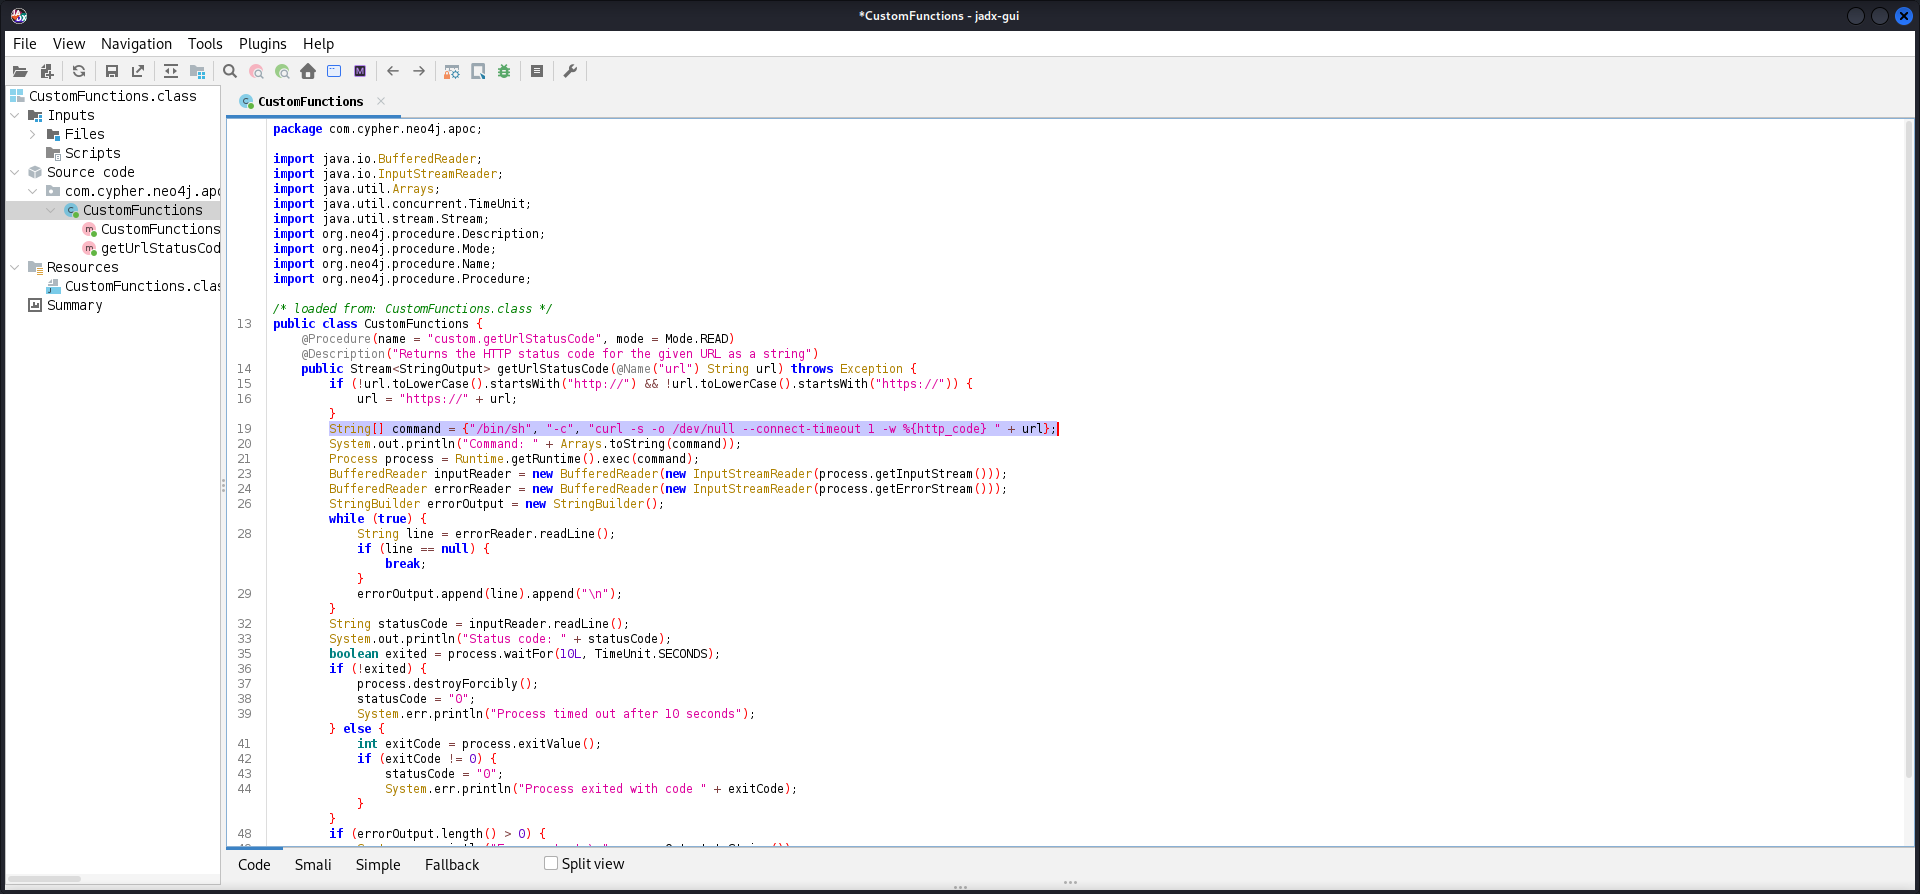 *CustomFunctions - jadx-gui
File View Navigation Tools Plugins Help
CustomFunctions.class
Inputs
Files
Scripts
Source code
com.cypher.neo4j.apo
CustomFunctions
CustomFunctions
getUrlStatusCod
Resources
CustomFunctions.cla
Summary
CustomFunctions
package com.cypher.neo4j.apoc;
import java.io.BufferedReader;
import java.io.InputStreamReader;
import java.util.Arrays;
import java.util.concurrent.TimeUnit;
import java.util.stream.Stream;
import org.neo4j.procedure.Description;
import org.neo4j.procedure.Mode;
import org.neo4j.procedure.Name;
import org.neo4j.procedure.Procedure;
/* loaded from: CustomFunctions.class */
13 public class CustomFunctions {
@Procedure(name = "custom.getUrlStatusCode", mode = Mode.READ)
@Description("Returns the HTTP status code for the given URL as a string")
14 public Stream<StringOutput> getUrlStatusCode(@Name("url") String url) throws Exception {
15 if (!url.toLowerCase().startsWith("http://") && !url.toLowerCase().startsWith("https://")) {
16 url = "https://" + url;
}
19 String[] command = {"/bin/sh", "-c", "curl -s -o /dev/null --connect-timeout 1 -w %{http_code} " + url};
20 System.out.println("Command: " + Arrays.toString(command));
21 Process process = Runtime.getRuntime().exec(command);
23 BufferedReader inputReader = new BufferedReader(new InputStreamReader(process.getInputStream()));
24 BufferedReader errorReader = new BufferedReader(new InputStreamReader(process.getErrorStream()));
26 StringBuilder errorOutput = new StringBuilder();
while (true) {
28 String line = errorReader.readLine();
if (line == null) {
break;
}
29 errorOutput.append(line).append("\n");
}
32 String statusCode = inputReader.readLine();
33 System.out.println("Status code: " + statusCode);
35 boolean exited = process.waitFor(10L, TimeUnit.SECONDS);
36 if (!exited) {
37 process.destroyForcibly();
38 statusCode = "0";
39 System.err.println("Process timed out after 10 seconds");
} else {
41 int exitCode = process.exitValue();
42 if (exitCode != 0) {
43 statusCode = "0";
44 System.err.println("Process exited with code " + exitCode);
}
}
48 if (errorOutput.length() > 0) {
Code Smali Simple Fallback Split view